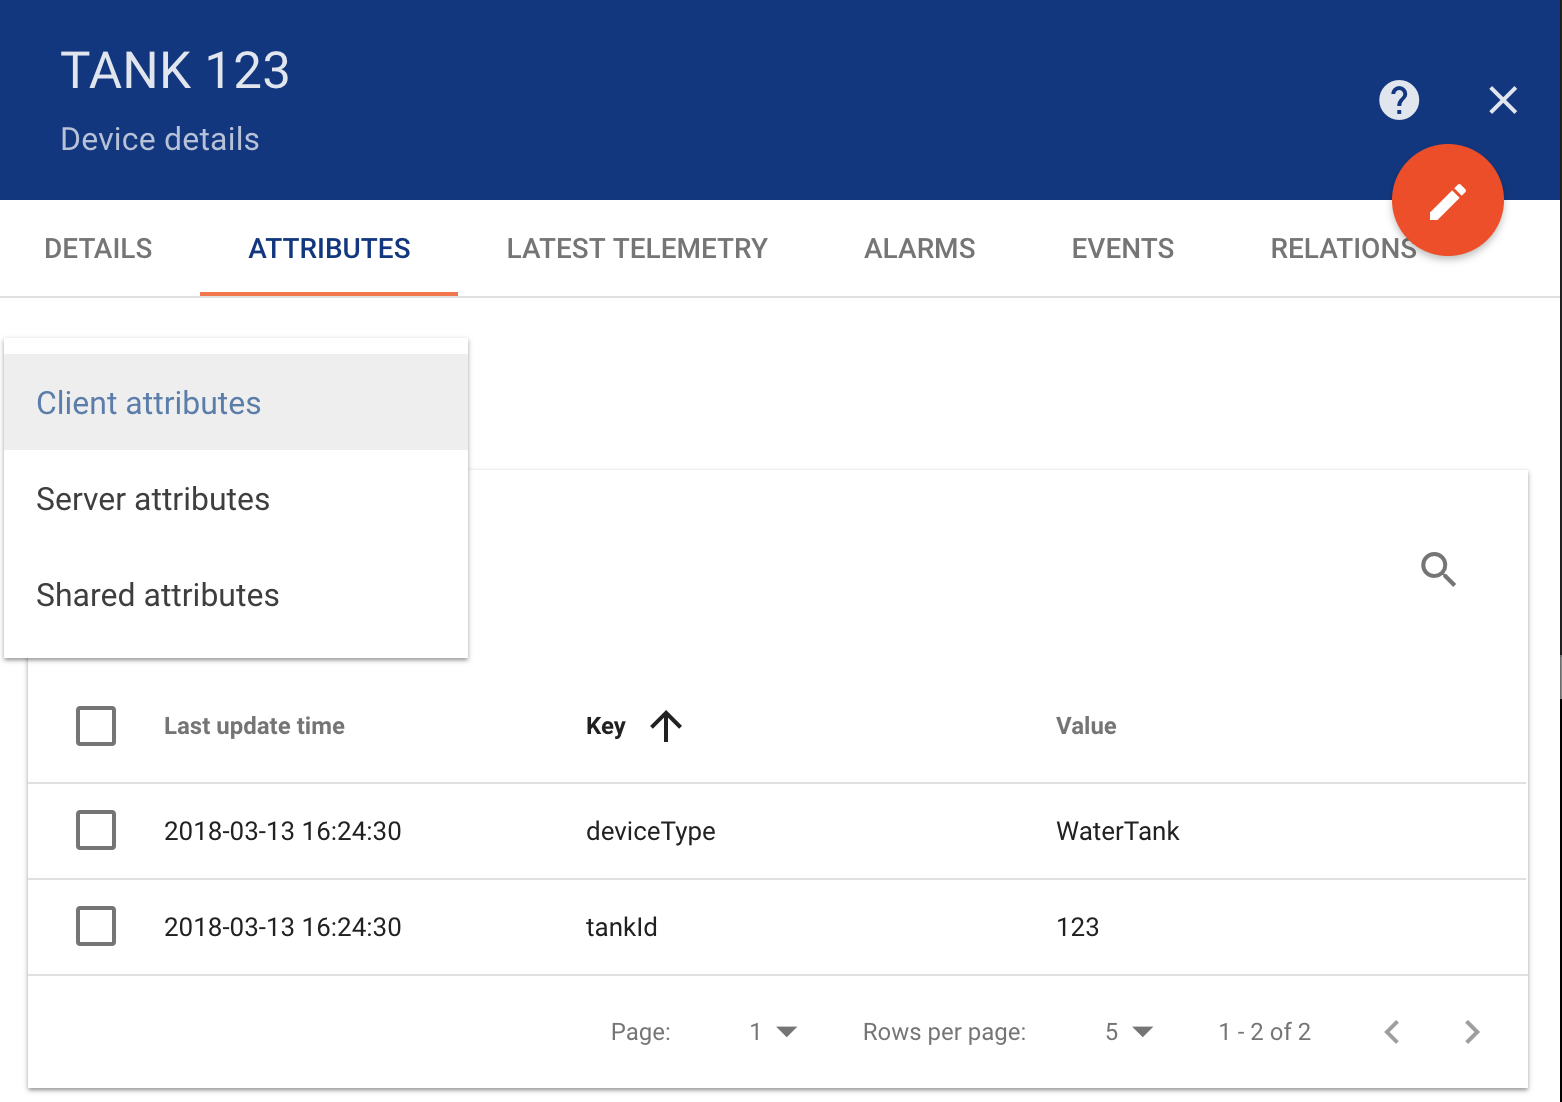 TANK 123
Device details
DETAILS ATTRIBUTES LATEST TELEMETRY ALARMS EVENTS RELATIONS
Client attributes
Server attributes
Shared attributes
Last update time Key Value
2018-03-13 16:24:30 deviceType WaterTank
2018-03-13 16:24:30 tankId 123
Page: 1 Rows per page: 5 1 - 2 of 2